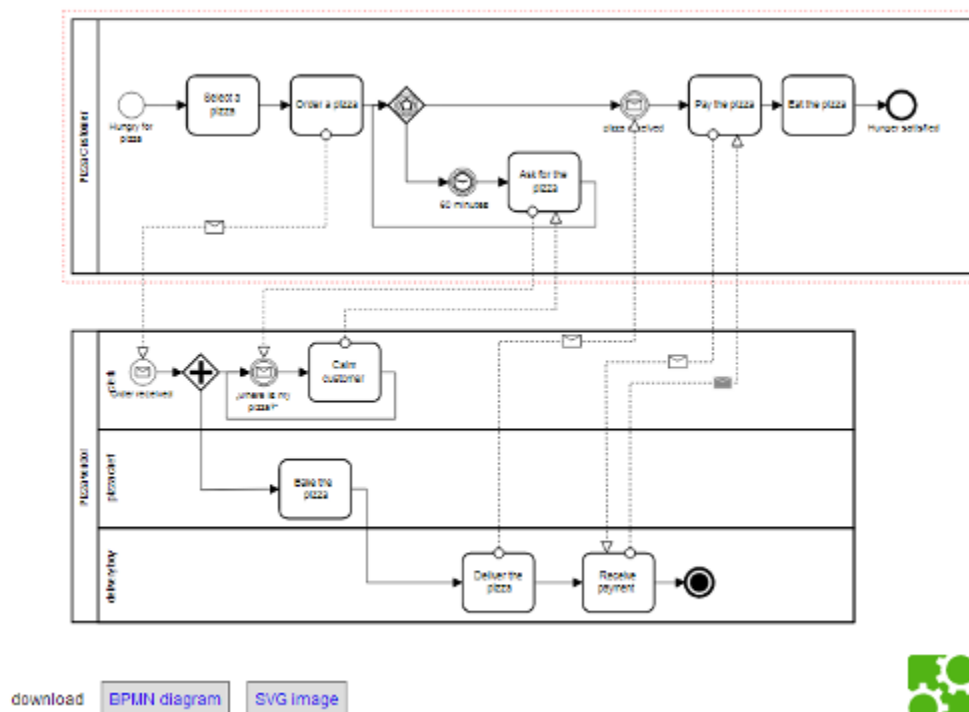 Pizza Customer
Hungry for
pizza
Select a
pizza
Order a pizza
60 minutes
Ask for the
pizza
pizza received
Pay the pizza
Eat the pizza
Hunger satisfied
Pizza vendor
clerk
Order received
„where is my
pizza?"
Calm
customer
pizza chef
Bake the
pizza
delivery boy
Deliver the
pizza
Receive
payment
download
BPMN diagram
SVG image